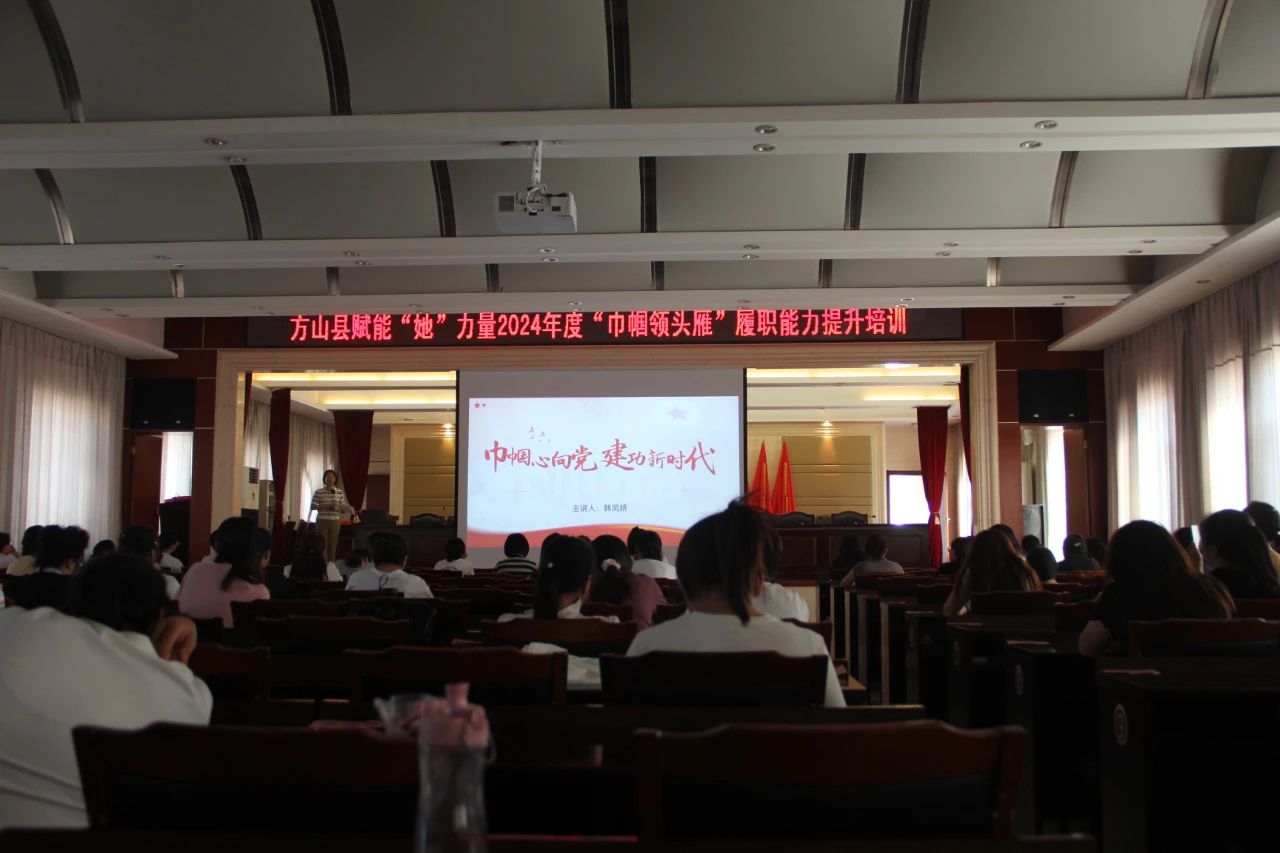 方山县赋能“她”力量2024年度“巾帼领头雁”履职能力提升培训
巾帼心向党 建功新时代
主讲人：韩凤娇